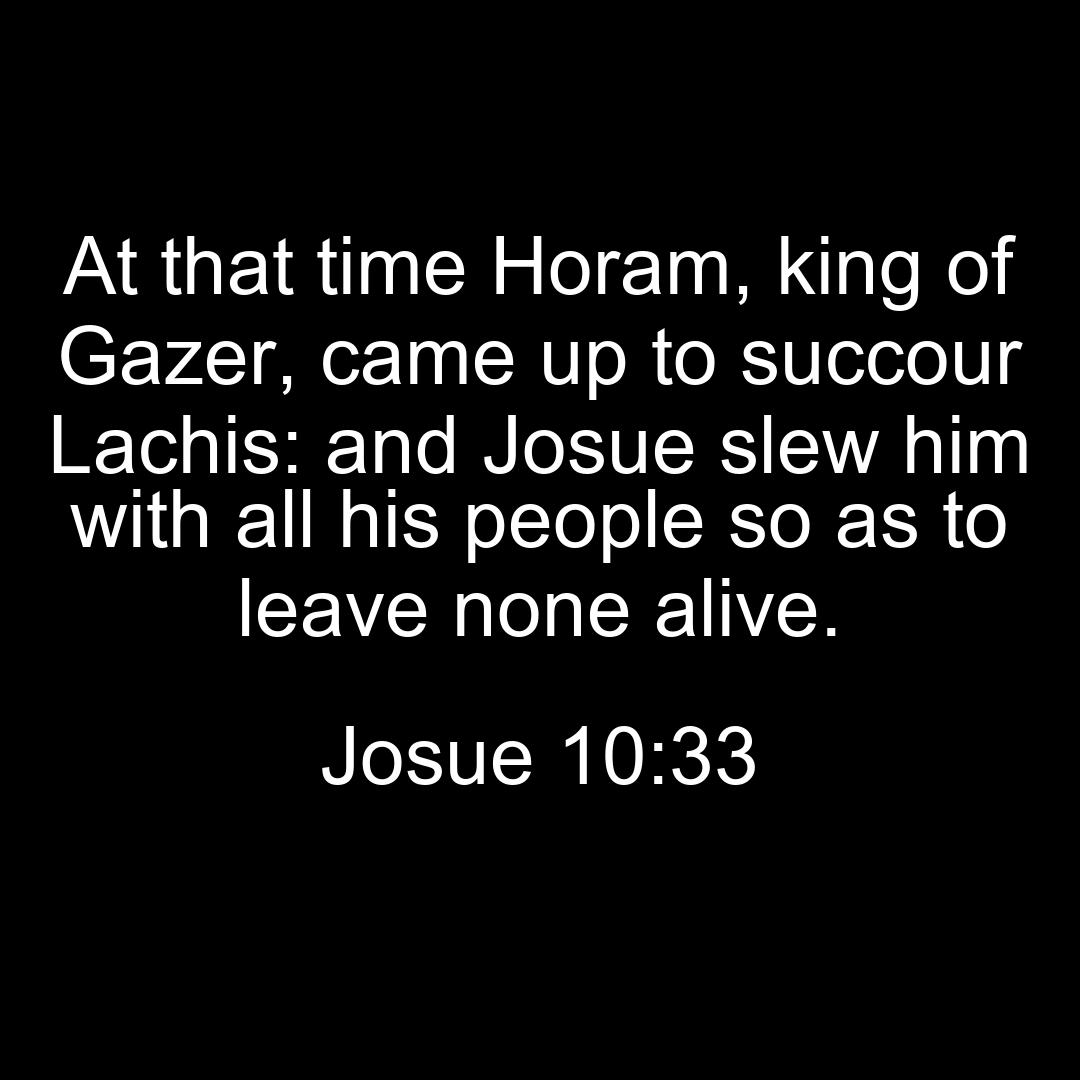 At that time Horam, king of
Gazer, came up to succour
Lachis: and Josue slew him
with all his people so as to
leave none alive.
Josue 10:33